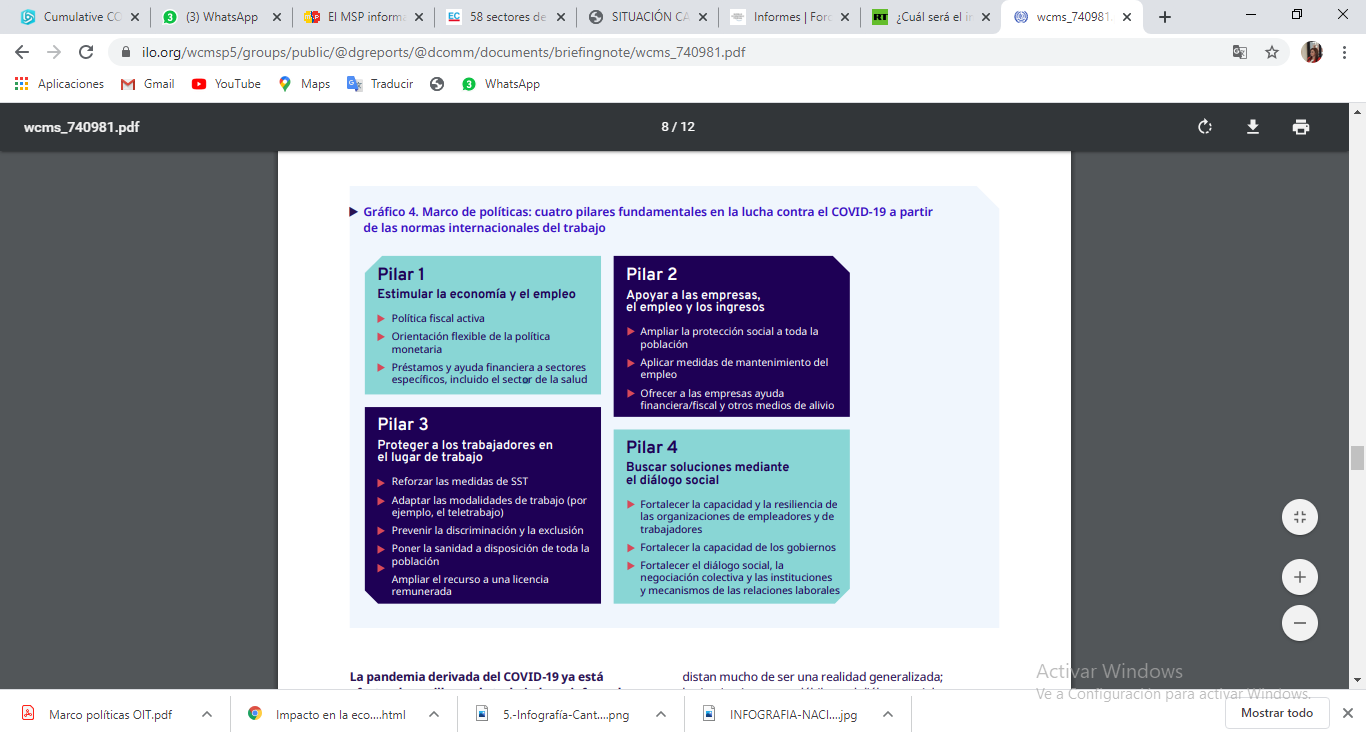 Cumulative CC
(3) WhatsApp
El MSP informa
58 sectores de
SITUACIÓN CA
Informes | Forc
¿Cuál será el in
wcms_740981.
ilo.org/wcmsp5/groups/public/@dgreports/@dcomm/documents/briefingnote/wcms_740981.pdf
Aplicaciones
Gmail
YouTube
Maps
Traducir
WhatsApp
wcms_740981.pdf
8 / 12
Gráfico 4. Marco de políticas: cuatro pilares fundamentales en la lucha contra el COVID-19 a partir
de las normas internacionales del trabajo
Pilar 1
Estimular la economía y el empleo
Política fiscal activa
Orientación flexible de la política
monetaria
Préstamos y ayuda financiera a sectores
específicos, incluido el sector de la salud
Pilar 2
Apoyar a las empresas,
el empleo y los ingresos
Ampliar la protección social a toda la
población
Aplicar medidas de mantenimiento del
empleo
Ofrecer a las empresas ayuda
financiera/fiscal y otros medios de alivio
Pilar 3
Proteger a los trabajadores en
el lugar de trabajo
Reforzar las medidas de SST
Adaptar las modalidades de trabajo (por
ejemplo, el teletrabajo)
Prevenir la discriminación y la exclusión
Poner la sanidad a disposición de toda la
población
Ampliar el recurso a una licencia
remunerada
Pilar 4
Buscar soluciones mediante
el diálogo social
Fortalecer la capacidad y la resiliencia de
las organizaciones de empleadores y de
trabajadores
Fortalecer la capacidad de los gobiernos
Fortalecer el diálogo social, la
negociación colectiva y las instituciones
y mecanismos de las relaciones laborales
La pandemia derivada del COVID-19 ya está
distan mucho de ser una realidad generalizada;
Activar Windows
Ve a Configuración para activar Windows.
Marco políticas OIT.pdf
Impacto en la eco....html
5.-Infografía-Cant....png
INFOGRAFIA-NACI....jpg
Mostrar todo